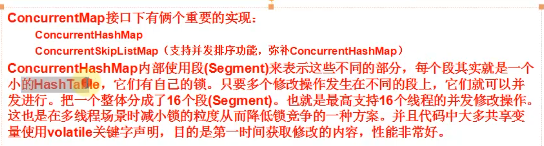 ConcurrentMap接口下有俩个重要的实现：
ConcurrentHashMap
ConcurrentSkipListMap（支持并发排序功能，弥补ConcurrentHashMap）
ConcurrentHashMap内部使用段(Segment)来表示这些不同的部分，每个段其实就是一个
小的HashTable，它们有自己的锁。只要多个修改操作发生在不同的段上，它们就可以并
发进行。把一个整体分成了16个段(Segment)。也就是最高支持16个线程的并发修改操作。
这也是在多线程场景时减小锁的粒度从而降低锁竞争的一种方案。并且代码中大多共享变
量使用volatile关键字声明，目的是第一时间获取修改的内容，性能非常好。